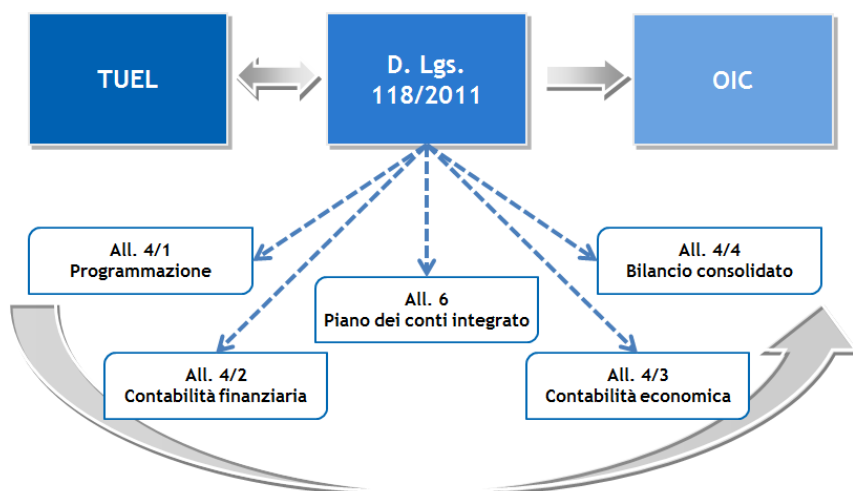 TUEL
D. Lgs.
118/2011
OIC
All. 4/1
Programmazione
All. 4/4
Bilancio consolidato
All. 6
Piano dei conti integrato
All. 4/2
Contabilità finanziaria
All. 4/3
Contabilità economica